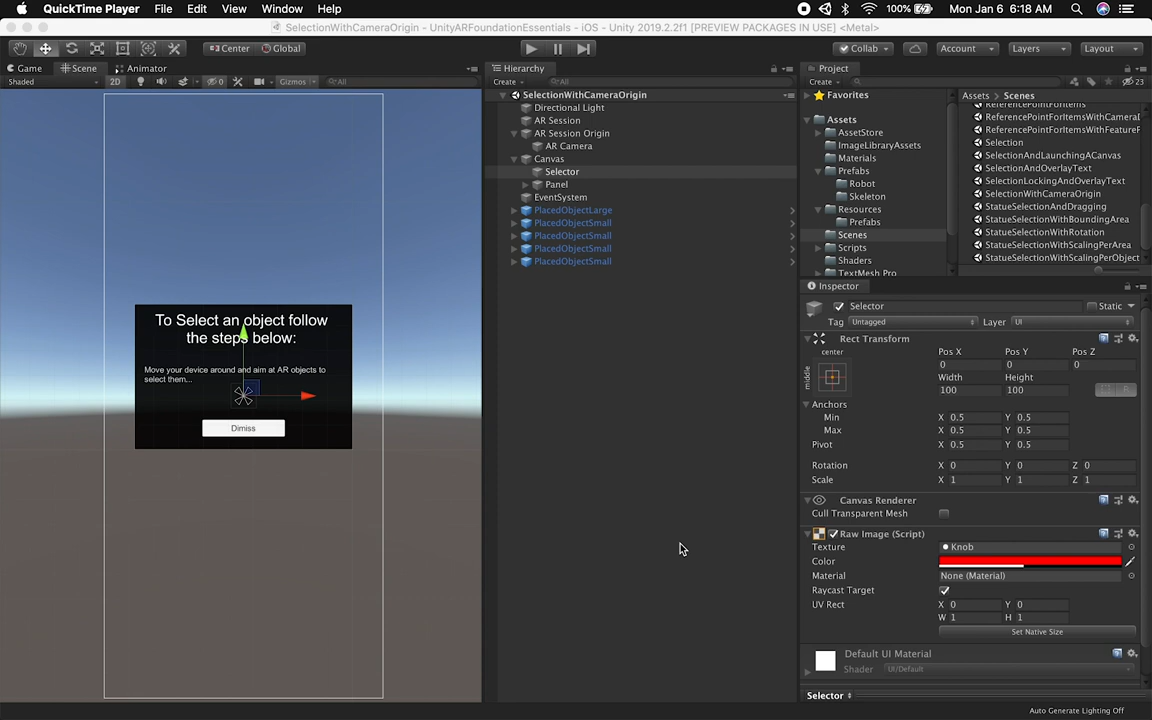 QuickTime Player File Edit View Window Help 100% Mon Jan 6 6:18 AM
SelectionWithCameraOrigin - UnityARFoundationEssentials - iOS - Unity 2019.2.2f1 [PREVIEW PACKAGES IN USE] <Metal>
Center Global Collab Account Layers Layout
Game Scene Animator
Shaded 2D 0 Gizmos All
To Select an object follow
the steps below:
Move your device around and aim at AR objects to
select them...
Dimiss
Hierarchy
Create All
SelectionWithCameraOrigin
Directional Light
AR Session
AR Session Origin
AR Camera
Canvas
Selector
Panel
EventSystem
PlacedObjectLarge
PlacedObjectSmall
PlacedObjectSmall
PlacedObjectSmall
PlacedObjectSmall
Project
Create 23
Favorites
Assets
AssetStore
ImageLibraryAssets
Materials
Prefabs
Robot
Skeleton
Resources
Prefabs
Scenes
Scripts
Shaders
TextMesh Pro
Assets > Scenes
ReferencePointForItems
ReferencePointForItemsWithCameraD
ReferencePointForItemsWithFeatureP
Selection
SelectionAndLaunchingACanvas
SelectionAndOverlayText
SelectionLockingAndOverlayText
SelectionWithCameraOrigin
StatueSelectionAndDragging
StatueSelectionWithBoundingArea
StatueSelectionWithRotation
StatueSelectionWithScalingPerArea
StatueSelectionWithScalingPerObject
Inspector
Selector Static
Tag Untagged Layer UI
Rect Transform
center Pos X Pos Y Pos Z
middle 0 0 0
Width Height
100 100 R
Anchors
Min X 0.5 Y 0.5
Max X 0.5 Y 0.5
Pivot X 0.5 Y 0.5
Rotation X 0 Y 0 Z 0
Scale X 1 Y 1 Z 1
Canvas Renderer
Cull Transparent Mesh
Raw Image (Script)
Texture Knob
Color
Material None (Material)
Raycast Target
UV Rect X 0 Y 0
W 1 H 1
Set Native Size
Default UI Material
Shader UI/Default
Selector
Auto Generate Lighting Off